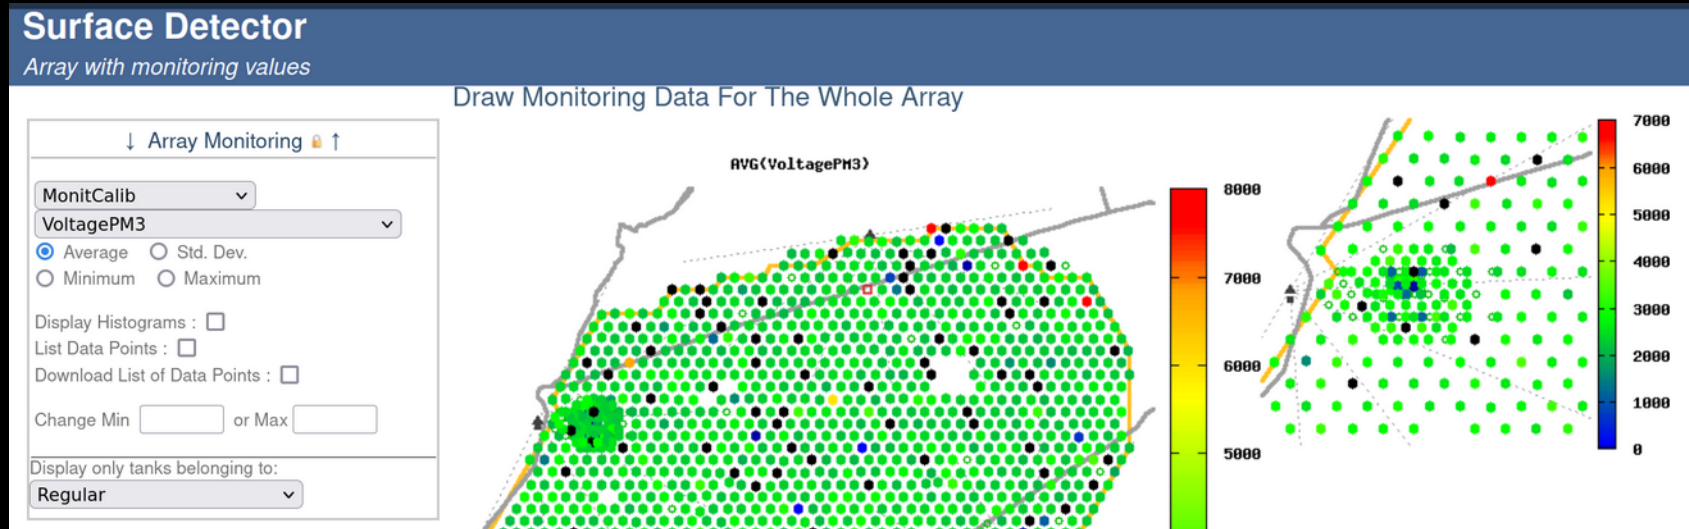 Surface Detector
Array with monitoring values
Draw Monitoring Data For The Whole Array
↓ Array Monitoring 🔒 ↑
MonitCalib
VoltagePM3
Average Std. Dev.
Minimum Maximum
Display Histograms :
List Data Points :
Download List of Data Points :
Change Min or Max
Display only tanks belonging to:
Regular
AVG(VoltagePM3)
8000
7000
6000
5000
7000
6000
5000
4000
3000
2000
1000
0